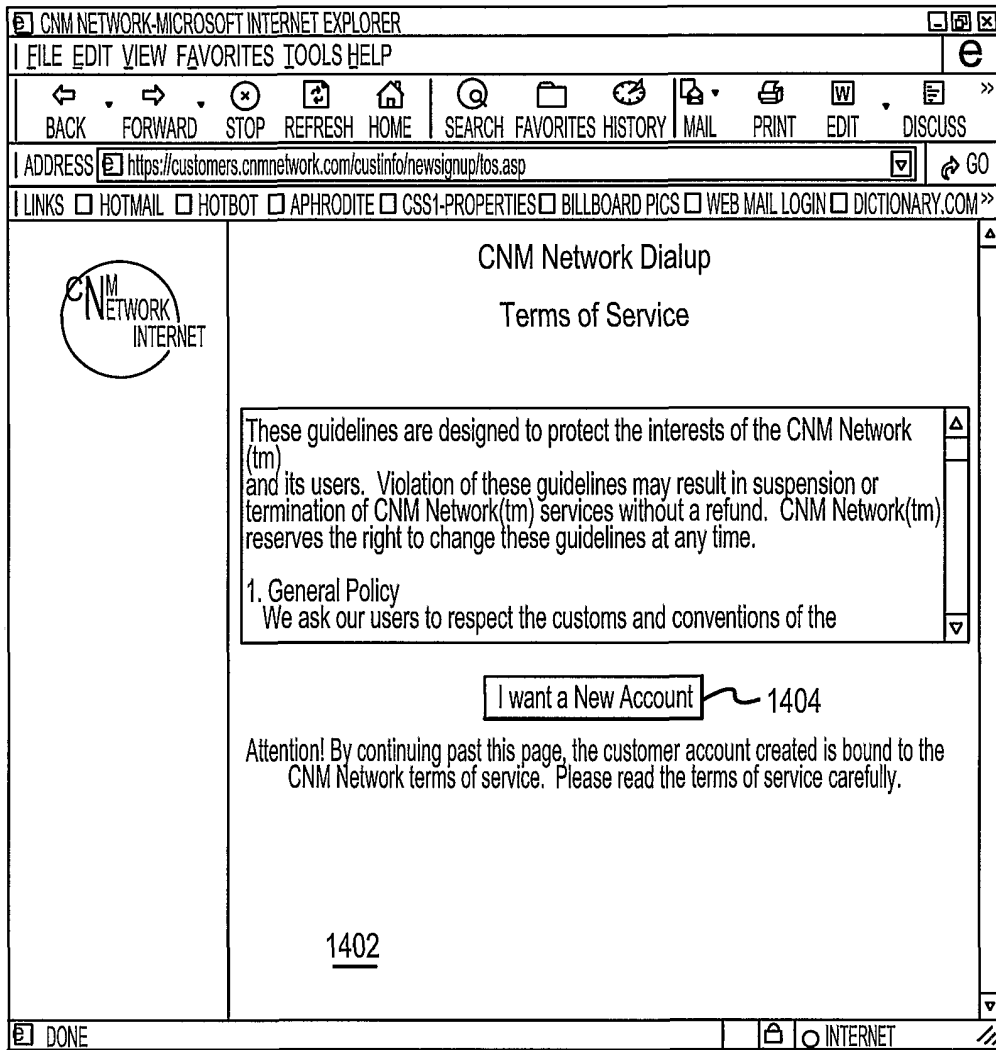 CNM NETWORK-MICROSOFT INTERNET EXPLORER
FILE EDIT VIEW FAVORITES TOOLS HELP
e
BACK FORWARD STOP REFRESH HOME SEARCH FAVORITES HISTORY MAIL PRINT EDIT DISCUSS »
ADDRESS https://customers.cnmnetwork.com/custinfo/newsignup/tos.asp GO
LINKS HOTMAIL HOTBOT APHRODITE CSS1-PROPERTIES BILLBOARD PICS WEB MAIL LOGIN DICTIONARY.COM »
CNM
NETWORK
INTERNET
CNM Network Dialup
Terms of Service
These guidelines are designed to protect the interests of the CNM Network
(tm)
and its users. Violation of these guidelines may result in suspension or
termination of CNM Network(tm) services without a refund. CNM Network(tm)
reserves the right to change these guidelines at any time.
1. General Policy
We ask our users to respect the customs and conventions of the
I want a New Account 1404
Attention! By continuing past this page, the customer account created is bound to the
CNM Network terms of service. Please read the terms of service carefully.
1402
DONE INTERNET